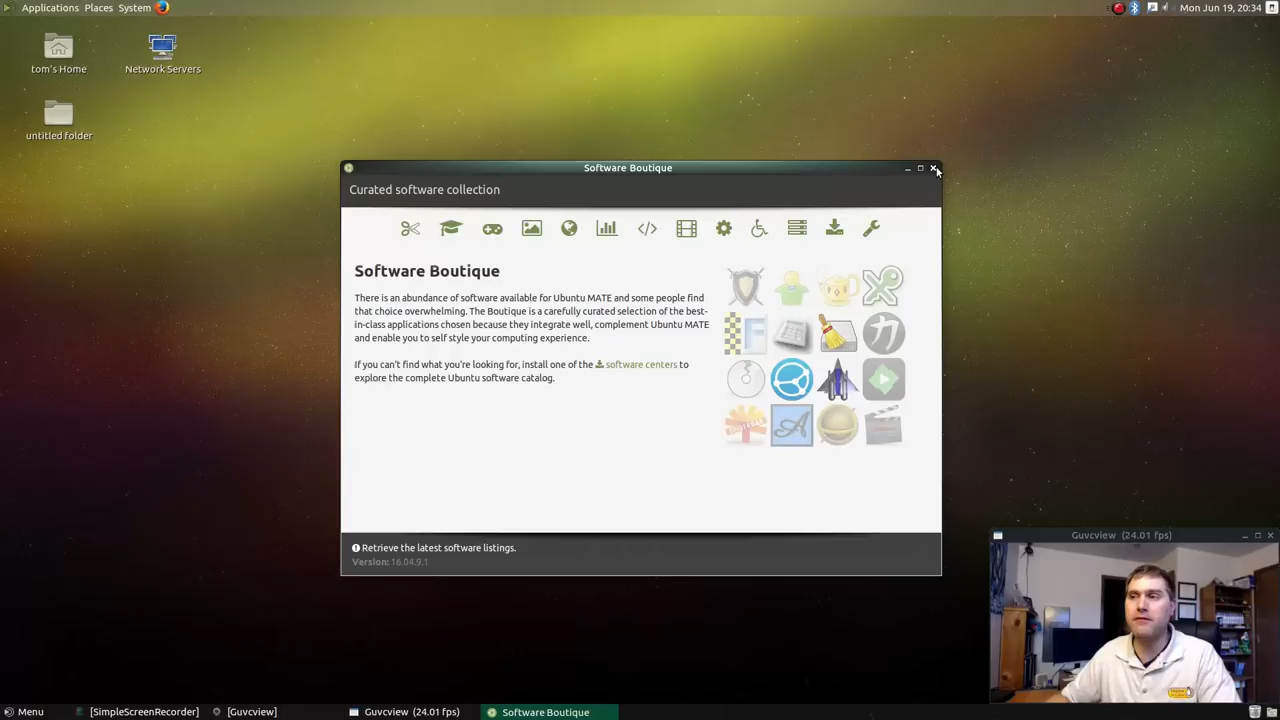 Applications Places System
Mon Jun 19, 20:34
tom's Home
Network Servers
untitled folder
Software Boutique
Curated software collection
Software Boutique
There is an abundance of software available for Ubuntu MATE and some people find
that choice overwhelming. The Boutique is a carefully curated selection of the best-
in-class applications chosen because they integrate well, complement Ubuntu MATE
and enable you to self style your computing experience.
If you can't find what you're looking for, install one of the software centers to
explore the complete Ubuntu software catalog.
Retrieve the latest software listings.
Version: 16.04.9.1
Guvcview (24.01 fps)
Menu
[SimpleScreenRecorder]
[Guvcview]
Guvcview (24.01 fps)
Software Boutique